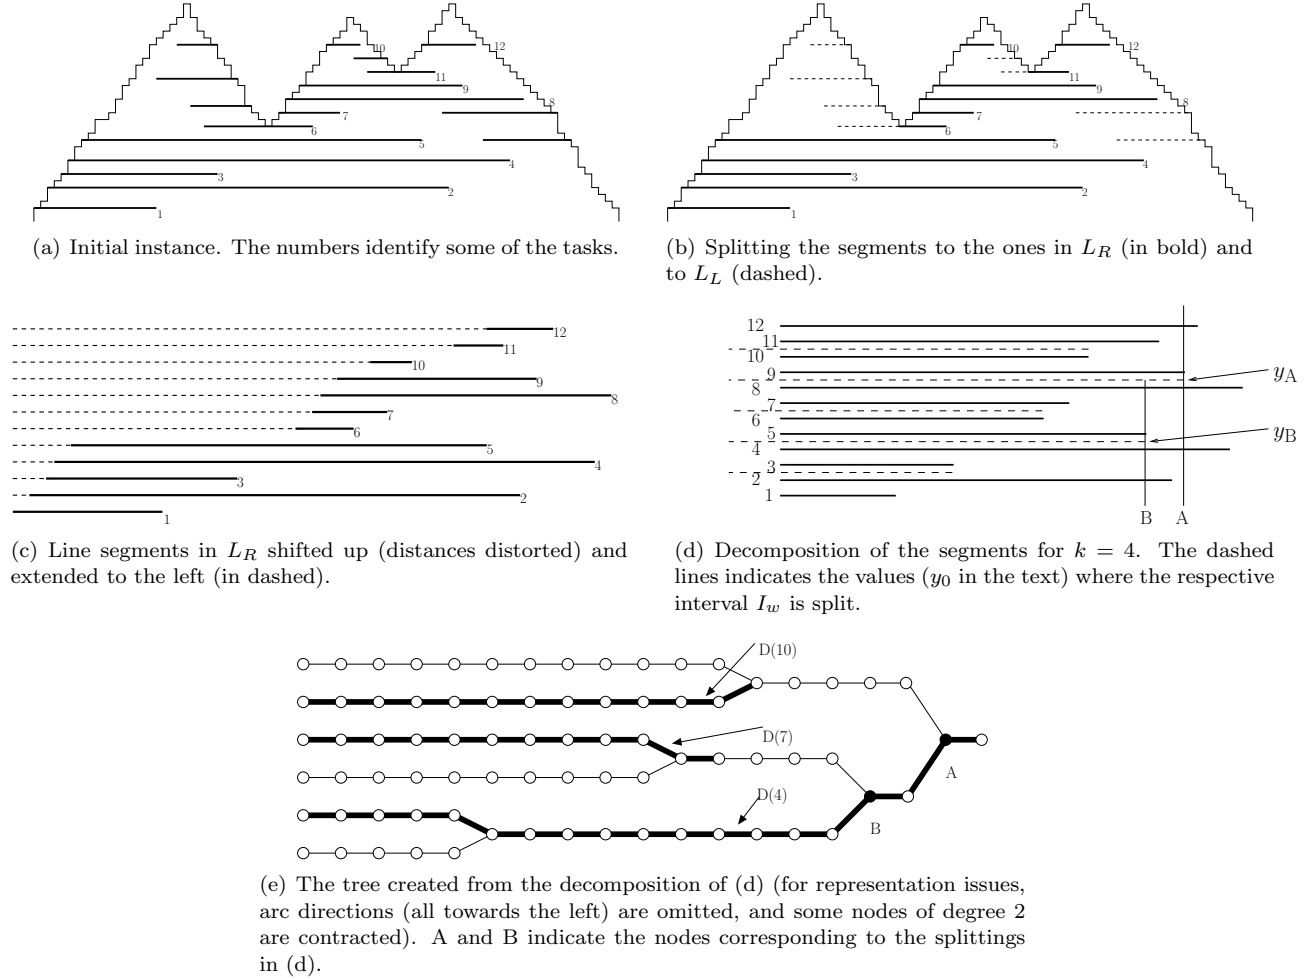 10
12
11
9
8
7
6
5
4
3
2
1
(a) Initial instance. The numbers identify some of the tasks.
10
12
11
9
8
7
6
5
4
3
2
1
(b) Splitting the segments to the ones in L_R (in bold) and
to L_L (dashed).
12
11
10
9
8
7
6
5
4
3
2
1
(c) Line segments in L_R shifted up (distances distorted) and
extended to the left (in dashed).
12
11
10
9
8
7
6
5
4
3
2
1
y_A
y_B
B A
(d) Decomposition of the segments for k = 4. The dashed
lines indicates the values (y_0 in the text) where the respective
interval I_w is split.
D(10)
D(7)
D(4)
A
B
(e) The tree created from the decomposition of (d) (for representation issues,
arc directions (all towards the left) are omitted, and some nodes of degree 2
are contracted). A and B indicate the nodes corresponding to the splittings
in (d).